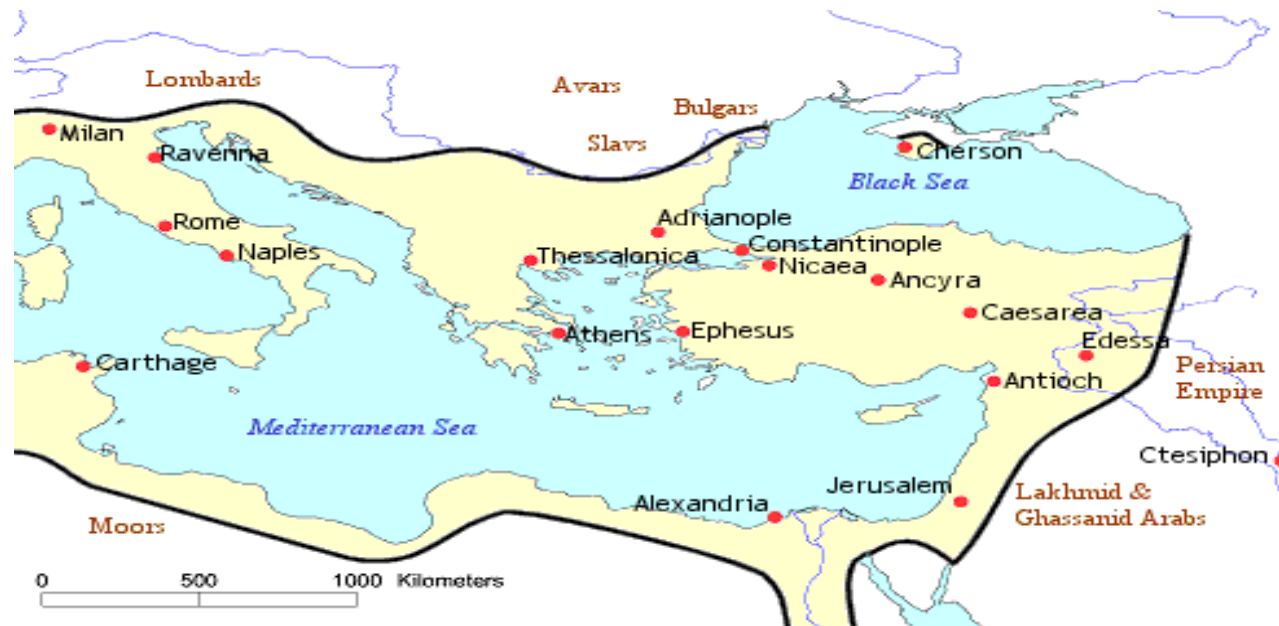 Lombards
Avars
Bulgars
Slavs
Milan
Ravenna
Cherson
Black Sea
Rome
Adrianople
Naples
Thessalonica
Constantinople
Nicaea
Ancyra
Caesarea
Athens
Ephesus
Edessa
Carthage
Antioch
Persian
Empire
Mediterranean Sea
Ctesiphon
Jerusalem
Alexandria
Lakhmid &
Ghassanid Arabs
Moors
0 500 1000 Kilometers